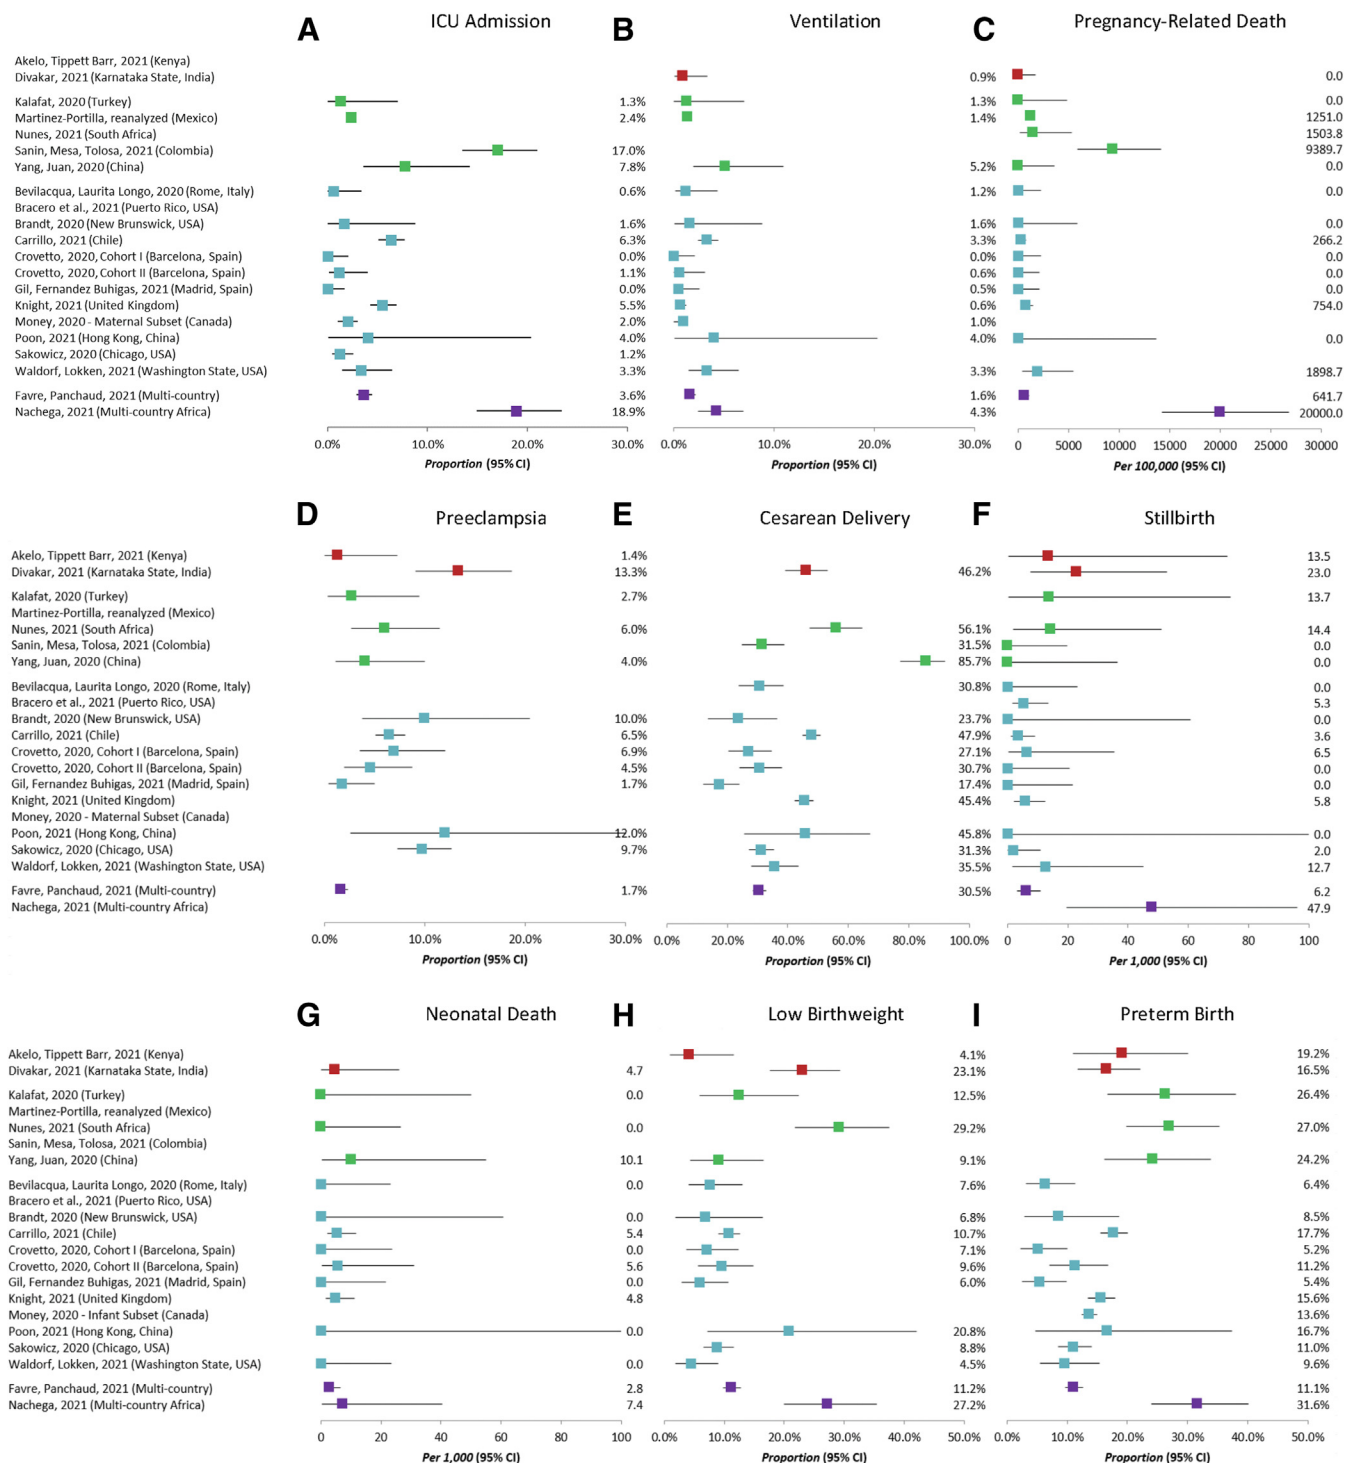 A ICU Admission B Ventilation C Pregnancy-Related Death
Akelo, Tippett Barr, 2021 (Kenya)
Divakar, 2021 (Karnataka State, India) 0.9% 0.0
Kalafat, 2020 (Turkey) 1.3% 1.3% 0.0
Martinez-Portilla, reanalyzed (Mexico) 2.4% 1.4% 1251.0
Nunes, 2021 (South Africa) 1503.8
Sanin, Mesa, Tolosa, 2021 (Colombia) 17.0% 9389.7
Yang, Juan, 2020 (China) 7.8% 5.2% 0.0
Bevilacqua, Laurita Longo, 2020 (Rome, Italy) 0.6% 1.2% 0.0
Bracero et al., 2021 (Puerto Rico, USA)
Brandt, 2020 (New Brunswick, USA) 1.6% 1.6% 0.0
Carrillo, 2021 (Chile) 6.3% 3.3% 266.2
Crovetto, 2020, Cohort I (Barcelona, Spain) 0.0% 0.0% 0.0
Crovetto, 2020, Cohort II (Barcelona, Spain) 1.1% 0.6% 0.0
Gil, Fernandez Buhigas, 2021 (Madrid, Spain) 0.0% 0.5% 0.0
Knight, 2021 (United Kingdom) 5.5% 0.6% 754.0
Money, 2020 - Maternal Subset (Canada) 2.0% 1.0%
Poon, 2021 (Hong Kong, China) 4.0% 4.0% 0.0
Sakowicz, 2020 (Chicago, USA) 1.2%
Waldorf, Lokken, 2021 (Washington State, USA) 3.3% 3.3% 1898.7
Favre, Panchaud, 2021 (Multi-country) 3.6% 1.6% 641.7
Nachega, 2021 (Multi-country Africa) 18.9% 4.3% 20000.0
0.0% 10.0% 20.0% 30.0% 0.0% 10.0% 20.0% 30.0% 0 5000 10000 15000 20000 25000 30000
Proportion (95% CI) Proportion (95% CI) Per 100,000 (95% CI)
D Preeclampsia E Cesarean Delivery F Stillbirth
Akelo, Tippett Barr, 2021 (Kenya) 1.4% 13.5
Divakar, 2021 (Karnataka State, India) 13.3% 46.2% 23.0
Kalafat, 2020 (Turkey) 2.7% 13.7
Martinez-Portilla, reanalyzed (Mexico)
Nunes, 2021 (South Africa) 6.0% 56.1% 14.4
Sanin, Mesa, Tolosa, 2021 (Colombia) 31.5% 0.0
Yang, Juan, 2020 (China) 4.0% 85.7% 0.0
Bevilacqua, Laurita Longo, 2020 (Rome, Italy) 30.8% 0.0
Bracero et al., 2021 (Puerto Rico, USA) 5.3
Brandt, 2020 (New Brunswick, USA) 10.0% 23.7% 0.0
Carrillo, 2021 (Chile) 6.5% 47.9% 3.6
Crovetto, 2020, Cohort I (Barcelona, Spain) 6.9% 27.1% 6.5
Crovetto, 2020, Cohort II (Barcelona, Spain) 4.5% 30.7% 0.0
Gil, Fernandez Buhigas, 2021 (Madrid, Spain) 1.7% 17.4% 0.0
Knight, 2021 (United Kingdom) 45.4% 5.8
Money, 2020 - Maternal Subset (Canada)
Poon, 2021 (Hong Kong, China) 12.0% 45.8% 0.0
Sakowicz, 2020 (Chicago, USA) 9.7% 31.3% 2.0
Waldorf, Lokken, 2021 (Washington State, USA) 35.5% 12.7
Favre, Panchaud, 2021 (Multi-country) 1.7% 30.5% 6.2
Nachega, 2021 (Multi-country Africa) 47.9
0.0% 10.0% 20.0% 30.0% 0.0% 20.0% 40.0% 60.0% 80.0% 100.0% 0 20 40 60 80 100
Proportion (95% CI) Proportion (95% CI) Per 1,000 (95% CI)
G Neonatal Death H Low Birthweight I Preterm Birth
Akelo, Tippett Barr, 2021 (Kenya) 4.1% 19.2%
Divakar, 2021 (Karnataka State, India) 4.7 23.1% 16.5%
Kalafat, 2020 (Turkey) 0.0 12.5% 26.4%
Martinez-Portilla, reanalyzed (Mexico)
Nunes, 2021 (South Africa) 0.0 29.2% 27.0%
Sanin, Mesa, Tolosa, 2021 (Colombia)
Yang, Juan, 2020 (China) 10.1 9.1% 24.2%
Bevilacqua, Laurita Longo, 2020 (Rome, Italy) 0.0 7.6% 6.4%
Bracero et al., 2021 (Puerto Rico, USA)
Brandt, 2020 (New Brunswick, USA) 0.0 6.8% 8.5%
Carrillo, 2021 (Chile) 5.4 10.7% 17.7%
Crovetto, 2020, Cohort I (Barcelona, Spain) 0.0 7.1% 5.2%
Crovetto, 2020, Cohort II (Barcelona, Spain) 5.6 9.6% 11.2%
Gil, Fernandez Buhigas, 2021 (Madrid, Spain) 0.0 6.0% 5.4%
Knight, 2021 (United Kingdom) 4.8 15.6%
Money, 2020 - Infant Subset (Canada) 13.6%
Poon, 2021 (Hong Kong, China) 0.0 20.8% 16.7%
Sakowicz, 2020 (Chicago, USA) 8.8% 11.0%
Waldorf, Lokken, 2021 (Washington State, USA) 0.0 4.5% 9.6%
Favre, Panchaud, 2021 (Multi-country) 2.8 11.2% 11.1%
Nachega, 2021 (Multi-country Africa) 7.4 27.2% 31.6%
0 20 40 60 80 100 0.0% 10.0% 20.0% 30.0% 40.0% 50.0% 0.0% 10.0% 20.0% 30.0% 40.0% 50.0%
Per 1,000 (95% CI) Proportion (95% CI) Proportion (95% CI)